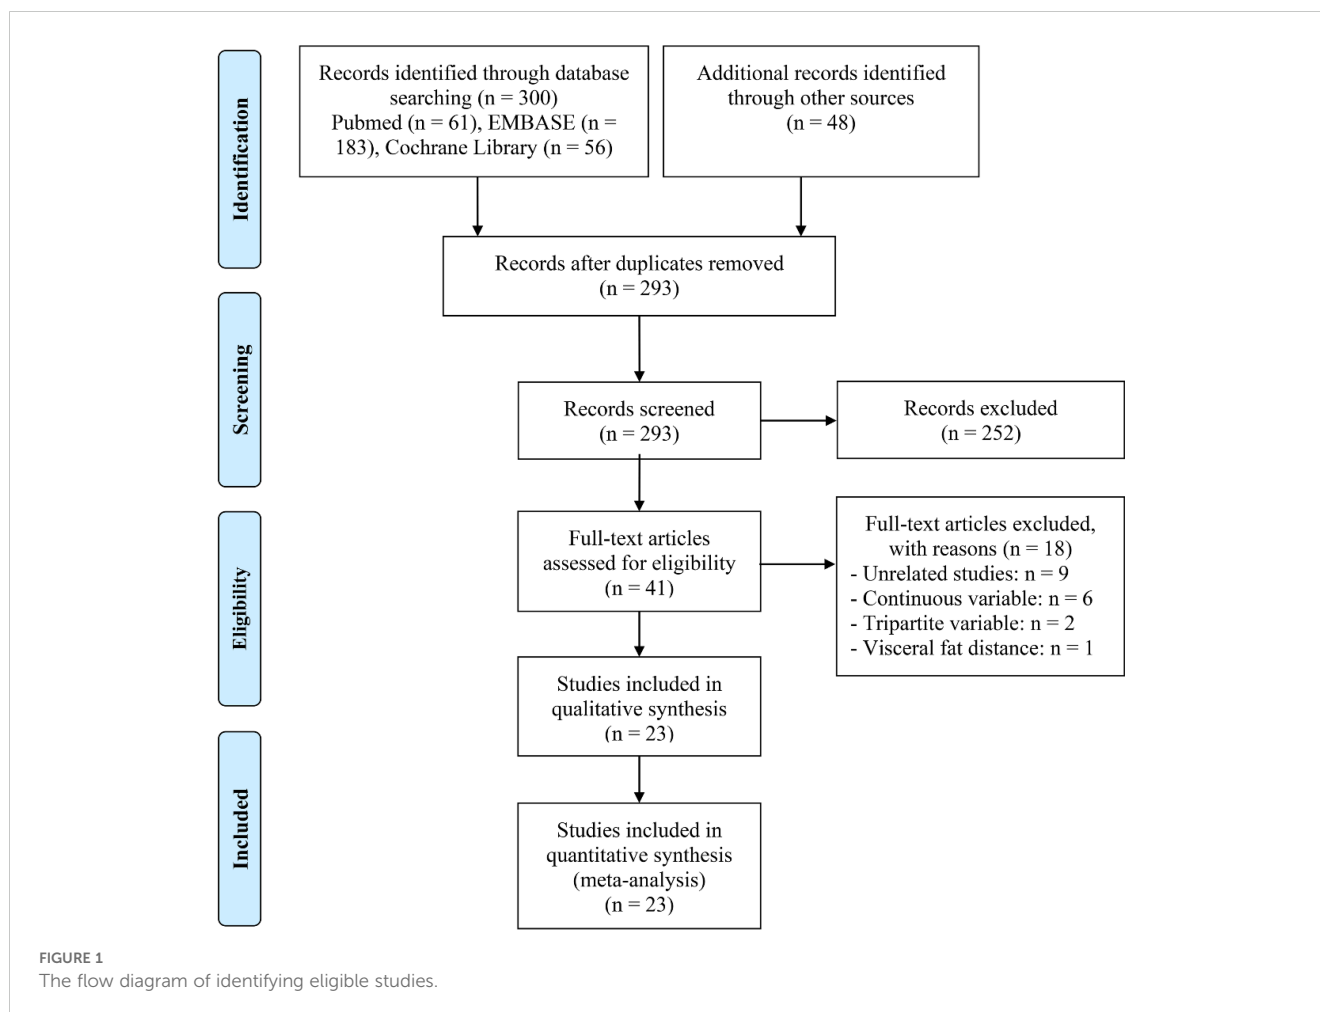 Identification
Records identified through database
searching (n = 300)
Pubmed (n = 61), EMBASE (n =
183), Cochrane Library (n = 56)
Additional records identified
through other sources
(n = 48)
Records after duplicates removed
(n = 293)
Screening
Records screened
(n = 293)
Records excluded
(n = 252)
Eligibility
Full-text articles
assessed for eligibility
(n = 41)
Full-text articles excluded,
with reasons (n = 18)
- Unrelated studies: n = 9
- Continuous variable: n = 6
- Tripartite variable: n = 2
- Visceral fat distance: n = 1
Studies included in
qualitative synthesis
(n = 23)
Included
Studies included in
quantitative synthesis
(meta-analysis)
(n = 23)
FIGURE 1
The flow diagram of identifying eligible studies.